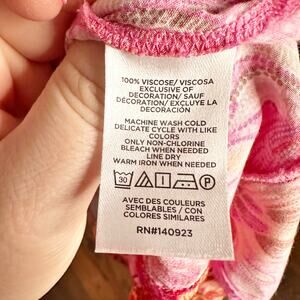 100% VISCOSE/ VISCOSA
EXCLUSIVE OF
DECORATION/ SAUF
DÉCORATION/ EXCLUYE LA
DECORACIÓN
MACHINE WASH COLD
DELICATE CYCLE WITH LIKE
COLORS
ONLY NON-CHLORINE
BLEACH WHEN NEEDED
LINE DRY
WARM IRON WHEN NEEDED
30 P
AVEC DES COULEURS
SEMBLABLES / CON
COLORES SIMILARES
RN#140923